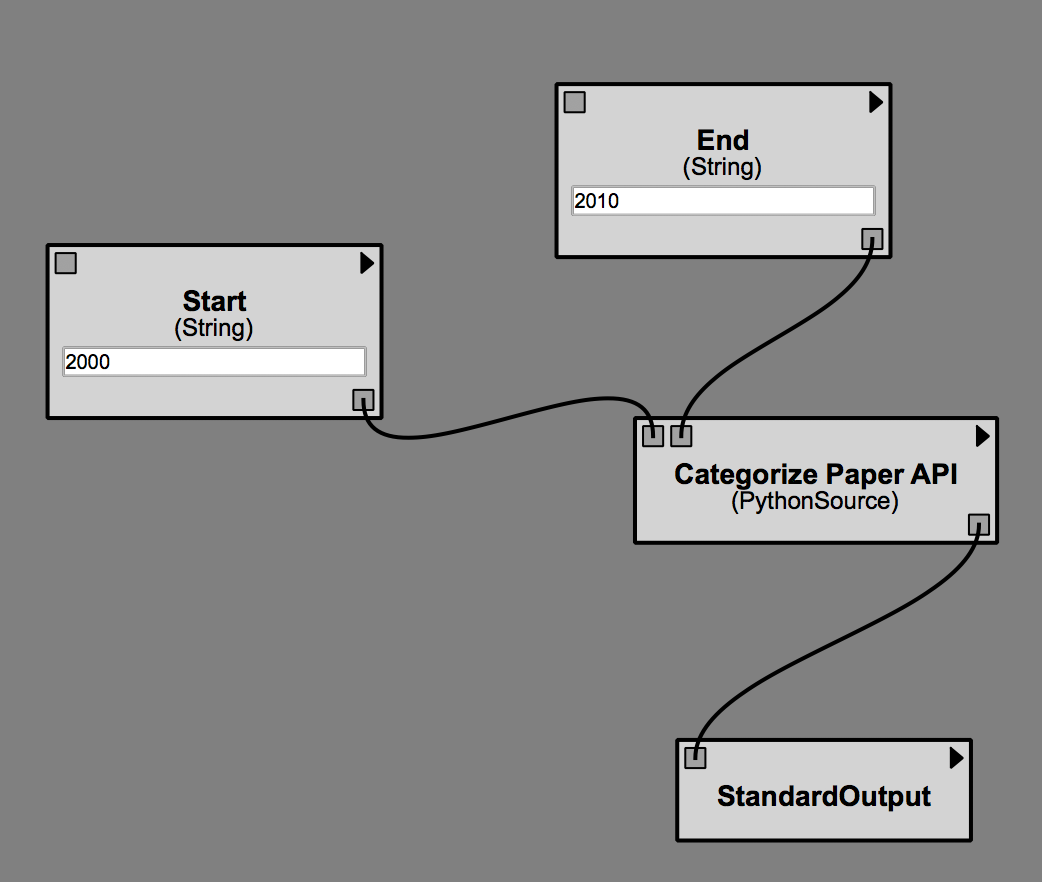 End
(String)
2010
Start
(String)
2000
Categorize Paper API
(PythonSource)
StandardOutput